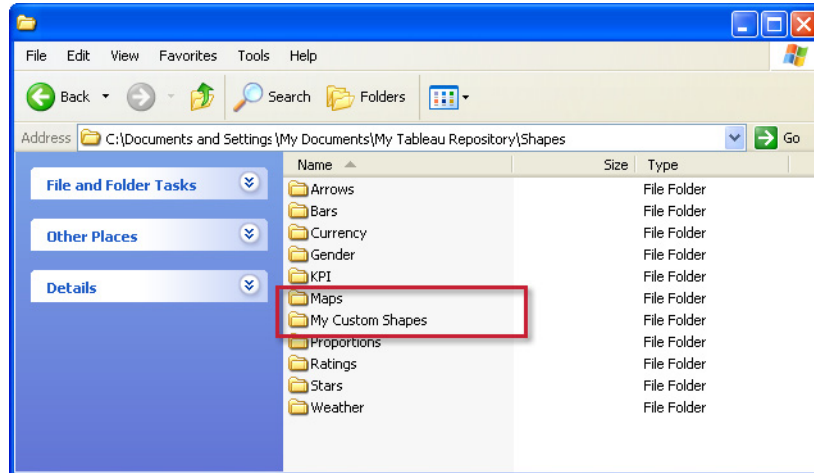 File Edit View Favorites Tools Help
Back Search Folders
Address C:\Documents and Settings\My Documents\My Tableau Repository\Shapes Go
Name Size Type
File and Folder Tasks
Other Places
Details
Arrows File Folder
Bars File Folder
Currency File Folder
Gender File Folder
KPI File Folder
Maps File Folder
My Custom Shapes File Folder
Proportions File Folder
Ratings File Folder
Stars File Folder
Weather File Folder